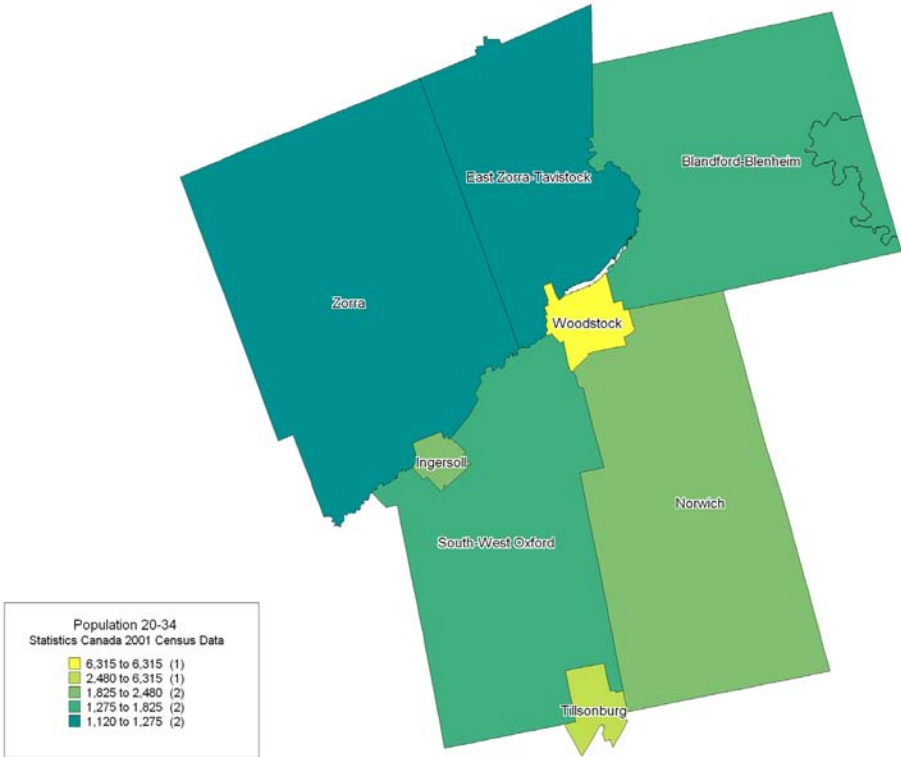 Blandford-Blenheim
East Zorra-Tavistock
Zorra
Woodstock
Ingersoll
Norwich
South-West Oxford
Tillsonburg
Population 20-34
Statistics Canada 2001 Census Data
6,315 to 6,315 (1)
2,480 to 6,315 (1)
1,825 to 2,480 (2)
1,275 to 1,825 (2)
1,120 to 1,275 (2)